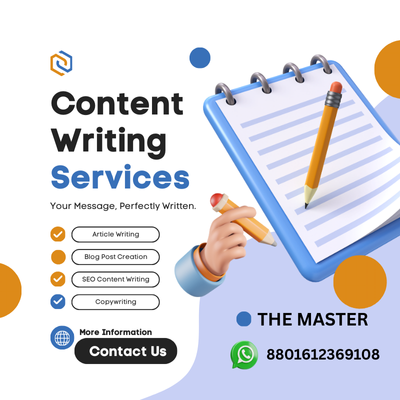 Content
Writing
Services
Your Message, Perfectly Written.
Article Writing
Blog Post Creation
SEO Content Writing
Copywriting
More Information
Contact Us
THE MASTER
8801612369108